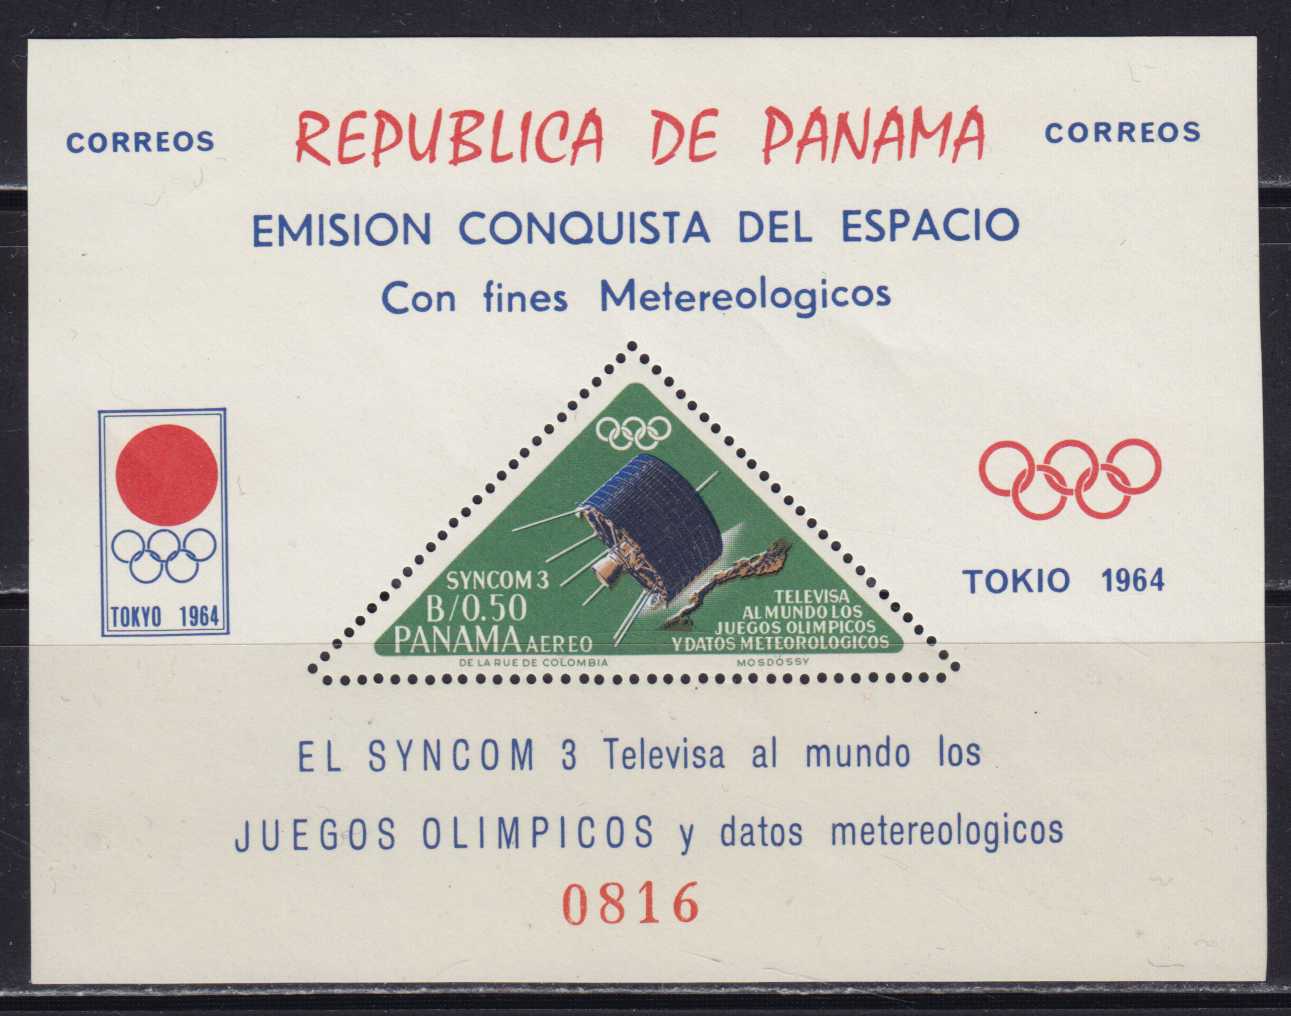 CORREOS
REPUBLICA DE PANAMA
CORREOS
EMISION CONQUISTA DEL ESPACIO
Con fines Metereologicos
TOKYO 1964
SYNCOM 3
B/0.50
PANAMA AEREO
TELEVISA
AL MUNDO LOS
JUEGOS OLIMPICOS
Y DATOS METEOROLOGICOS
DE LA RUE DE COLOMBIA
MOSDÓSSY
TOKIO 1964
EL SYNCOM 3 Televisa al mundo los
JUEGOS OLIMPICOS y datos metereologicos
0816